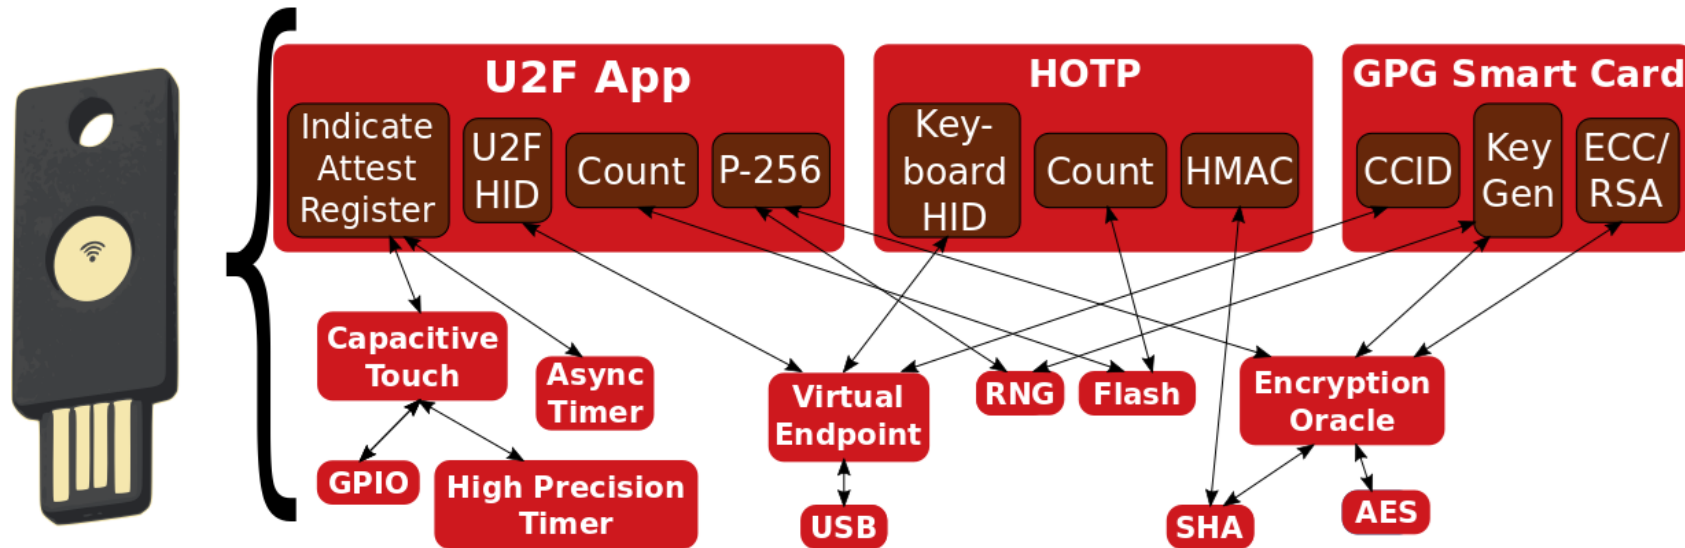 U2F App
Indicate
Attest
Register
U2F
HID
Count
P-256
HOTP
Key-
board
HID
Count
HMAC
GPG Smart Card
CCID
Key
Gen
ECC/
RSA
Capacitive
Touch
Async
Timer
Virtual
Endpoint
RNG
Flash
Encryption
Oracle
GPIO
High Precision
Timer
USB
SHA
AES